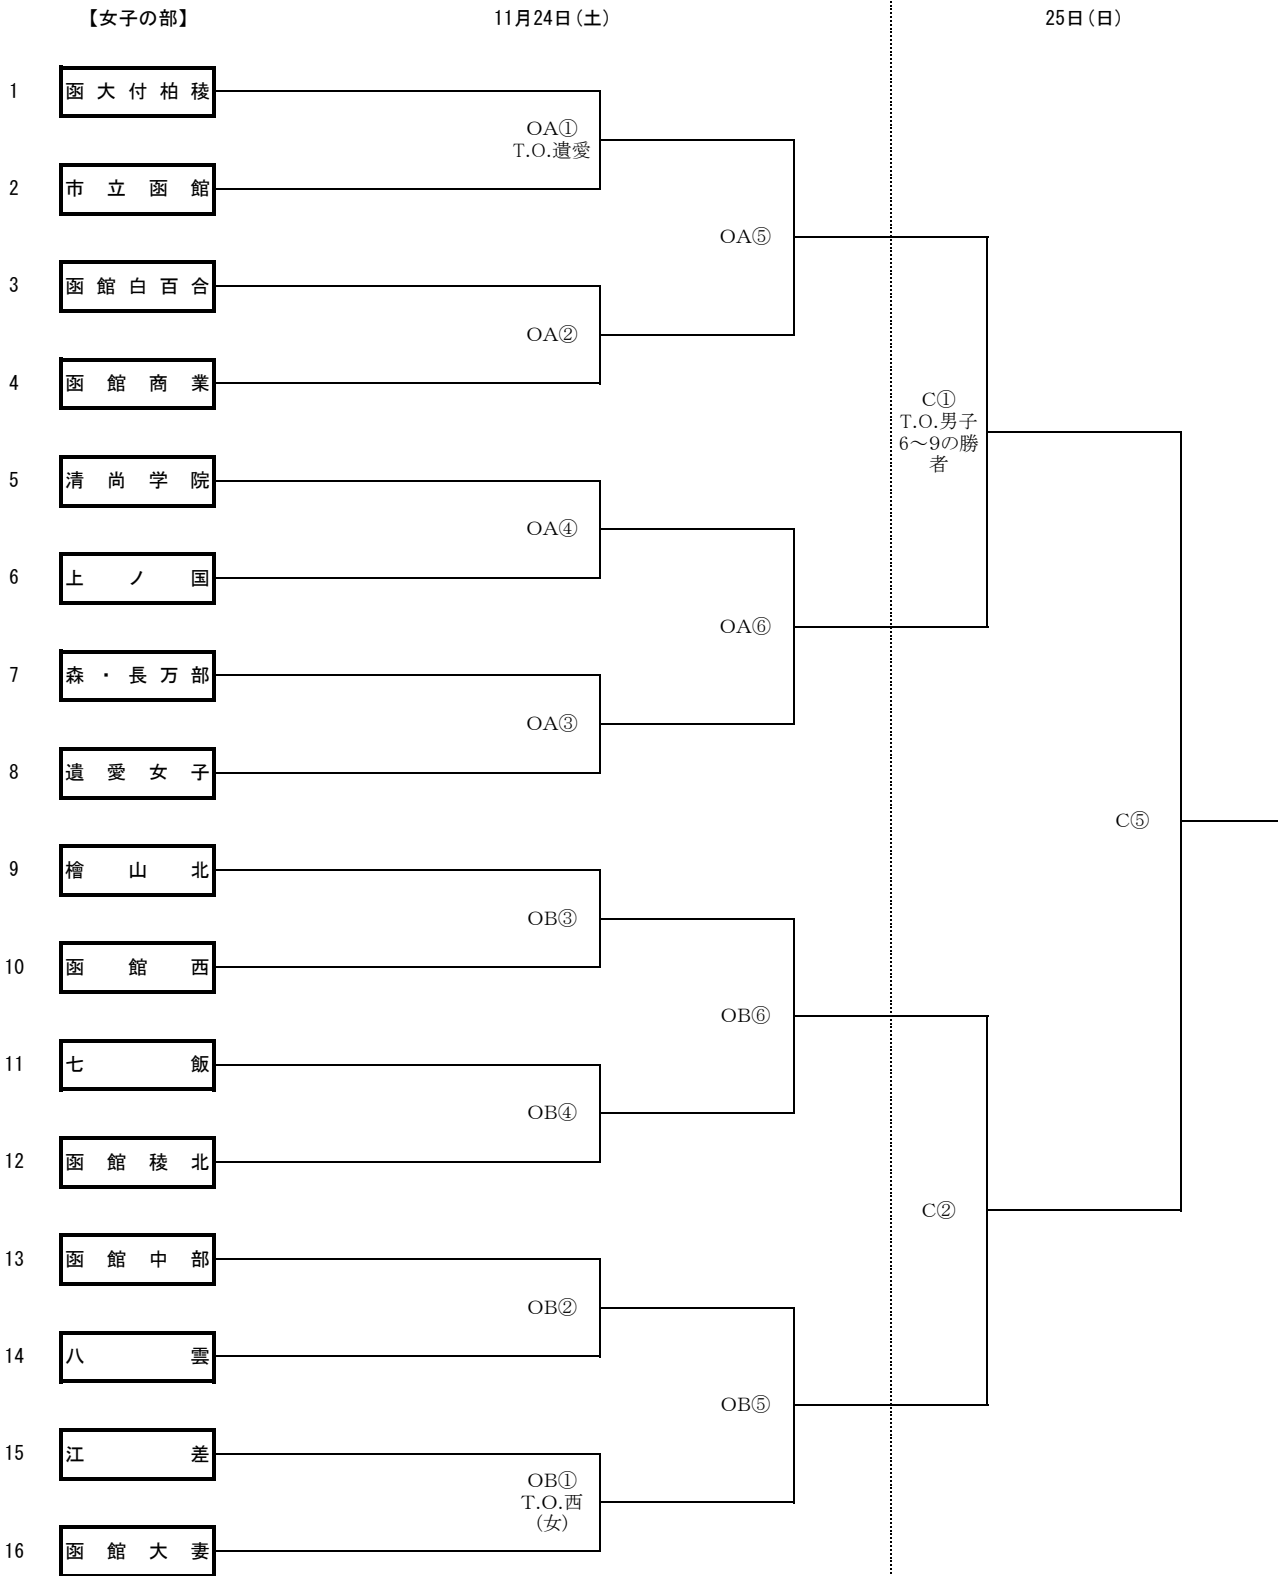 【女子の部】
11月24日(土)
25日(日)
1 函大付柏稜
OA①
T.O.遺愛
2 市立函館
OA⑤
3 函館白百合
OA②
4 函館商業
C①
T.O.男子
6～9の勝
者
5 清尚学院
OA④
6 上ノ国
OA⑥
7 森・長万部
OA③
8 遺愛女子
C⑤
9 檜山北
OB③
10 函館西
OB⑥
11 七飯
OB④
12 函館稜北
C②
13 函館中部
OB②
14 八雲
OB⑤
15 江差
OB①
T.O.西
(女)
16 函館大妻